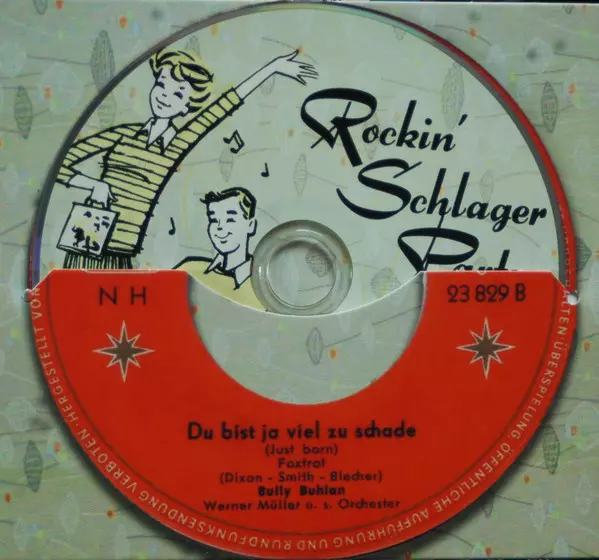 Rockin'
Schlager
N H
23 829 B
Du bist ja viel zu schade
(Just born)
Foxtrot
(Dixon - Smith - Blecher)
Bully Buhlan
Werner Müller u. s. Orchester
ÜBERSPIELUNG ÖFFENTLICHE AUFFÜHRUNG UND RUNDFUNKSENDUNG VERBOTEN · HERGESTELLT VON